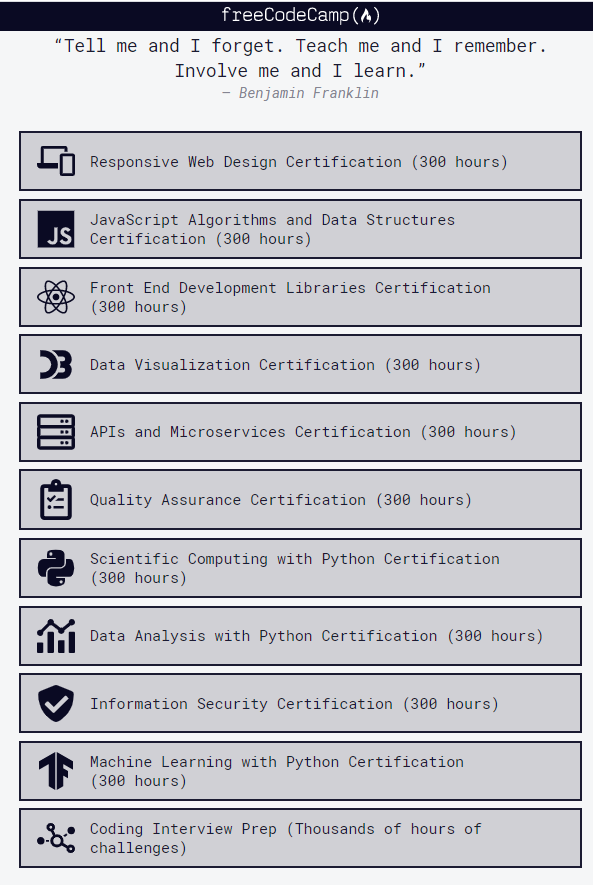 freeCodeCamp(🔥)
“Tell me and I forget. Teach me and I remember.
Involve me and I learn.”
— Benjamin Franklin
Responsive Web Design Certification (300 hours)
JS
JavaScript Algorithms and Data Structures
Certification (300 hours)
Front End Development Libraries Certification
(300 hours)
Data Visualization Certification (300 hours)
APIs and Microservices Certification (300 hours)
Quality Assurance Certification (300 hours)
Scientific Computing with Python Certification
(300 hours)
Data Analysis with Python Certification (300 hours)
Information Security Certification (300 hours)
Machine Learning with Python Certification
(300 hours)
Coding Interview Prep (Thousands of hours of
challenges)